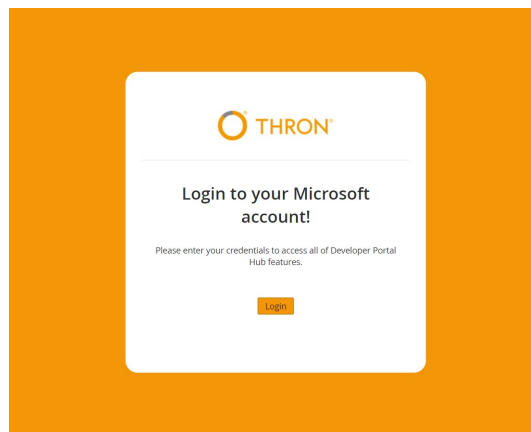 THRON®
Login to your Microsoft
account!
Please enter your credentials to access all of Developer Portal
Hub features.
Login